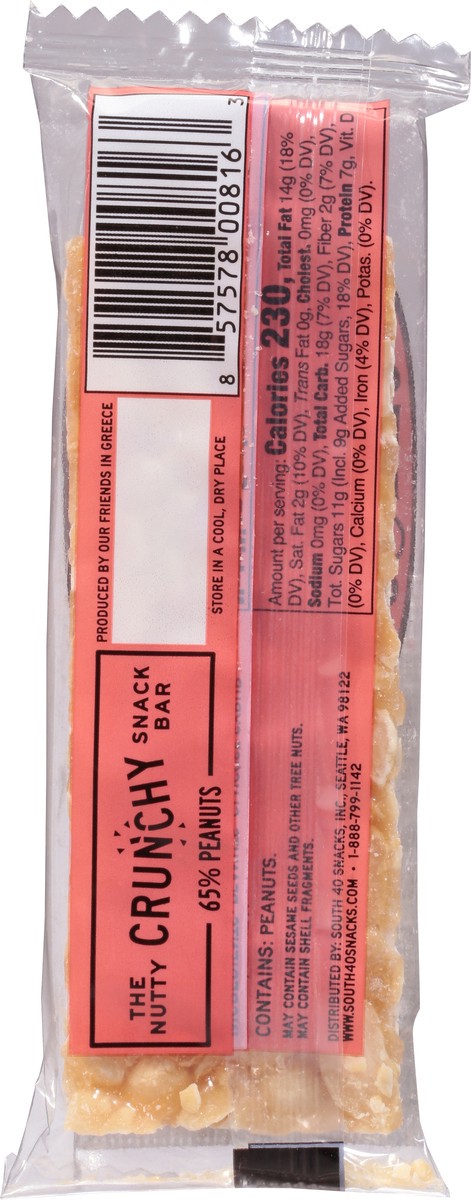 8 57578 00816 3
PRODUCED BY OUR FRIENDS IN GREECE
STORE IN A COOL, DRY PLACE
THE
NUTTY
CRUNCHY
SNACK
BAR
65% PEANUTS
Amount per serving: Calories 230, Total Fat 14g (18%
DV), Sat. Fat 2g (10% DV), Trans Fat 0g, Cholest. 0mg (0% DV),
Sodium 0mg (0% DV), Total Carb. 18g (7% DV), Fiber 2g (7% DV),
Tot. Sugars 11g (Incl. 9g Added Sugars, 18% DV), Protein 7g, Vit. D
(0% DV), Calcium (0% DV), Iron (4% DV), Potas. (0% DV).
CONTAINS: PEANUTS.
MAY CONTAIN SESAME SEEDS AND OTHER TREE NUTS.
MAY CONTAIN SHELL FRAGMENTS.
DISTRIBUTED BY: SOUTH 40 SNACKS, INC., SEATTLE, WA 98122
WWW.SOUTH40SNACKS.COM • 1-888-799-1142